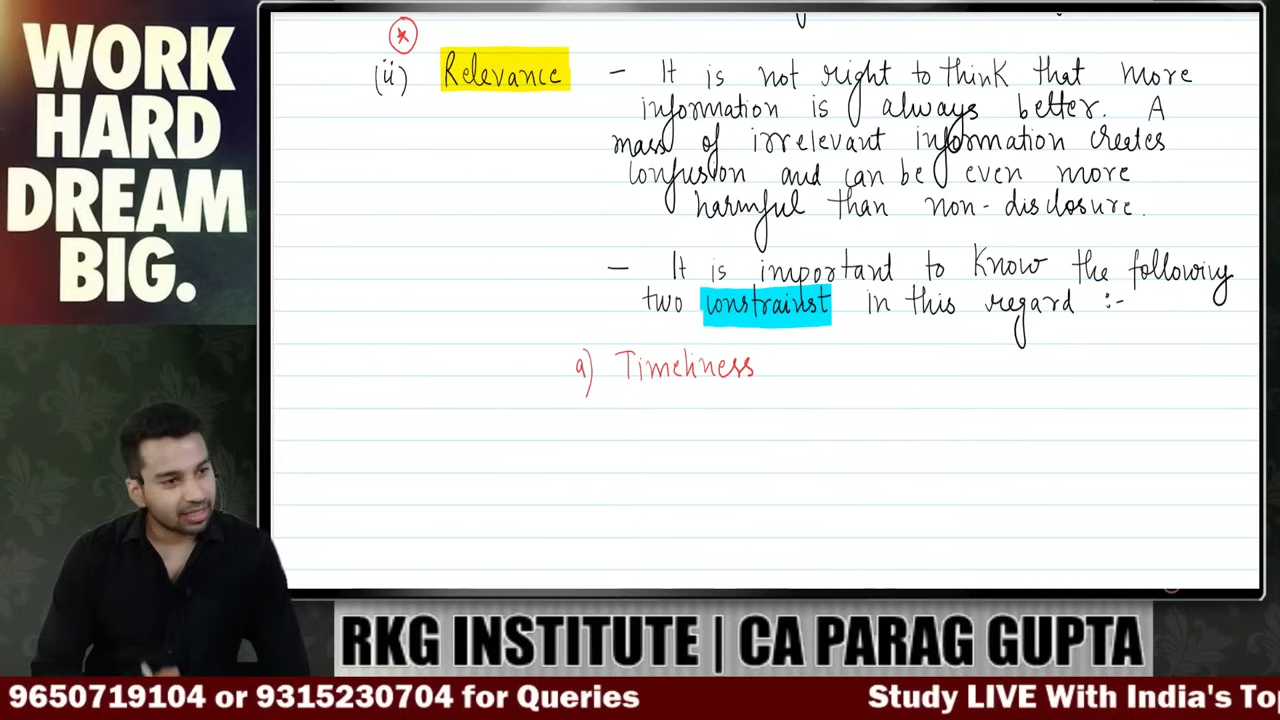 WORK
HARD
DREAM
BIG.
(ii) Relevance - It is not right to think that more
information is always better. A
mass of irrelevant information creates
confusion and can be even more
harmful than non-disclosure.
- It is important to know the following
two constrainst in this regard :-
a) Timeliness
RKG INSTITUTE | CA PARAG GUPTA
9650719104 or 9315230704 for Queries
Study LIVE With India's To